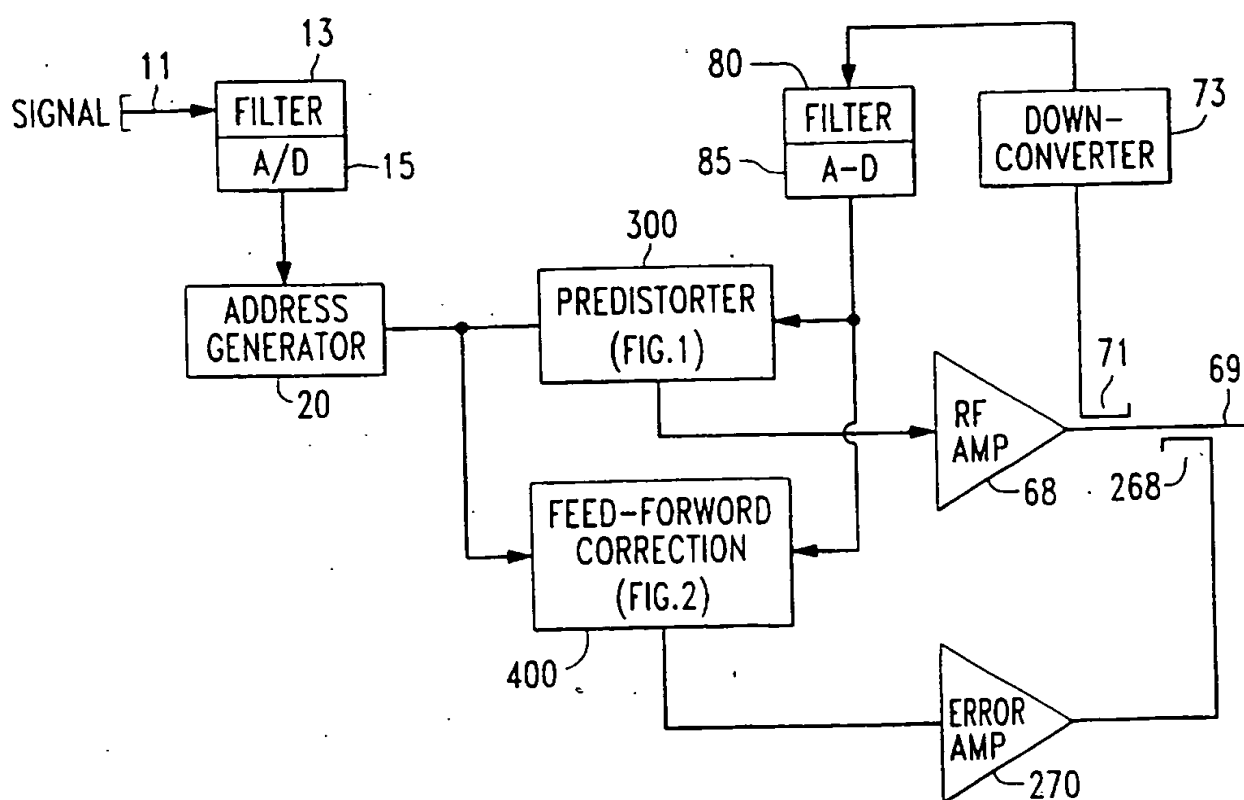 13
11
SIGNAL
FILTER
A/D
15
80
FILTER
A-D
85
DOWN-
CONVERTER
73
300
ADDRESS
GENERATOR
20
PREDISTORTER
(FIG.1)
71
69
RF
AMP
68
268
FEED-FORWORD
CORRECTION
(FIG.2)
400
ERROR
AMP
270